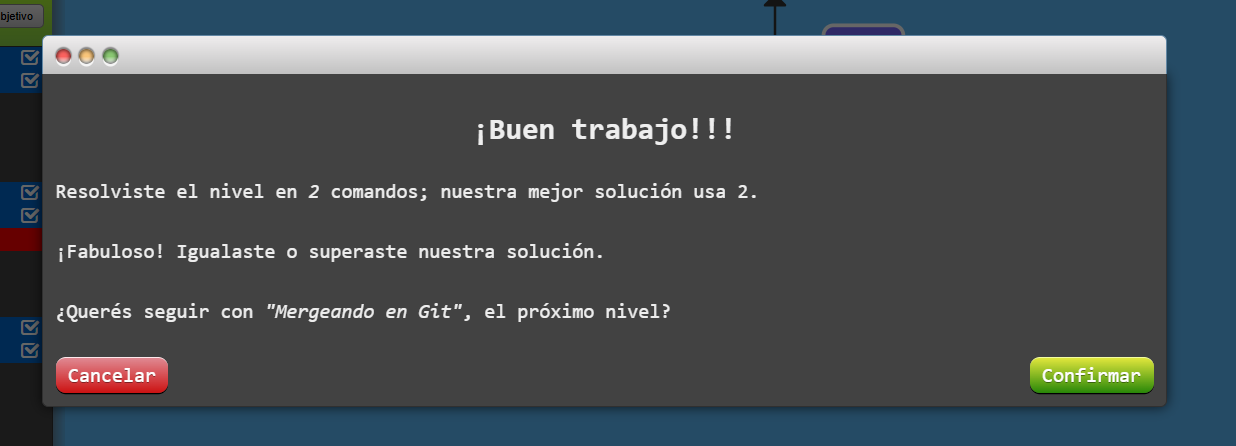 bjetivo
¡Buen trabajo!!!
Resolviste el nivel en 2 comandos; nuestra mejor solución usa 2.
¡Fabuloso! Igualaste o superaste nuestra solución.
¿Querés seguir con "Mergeando en Git", el próximo nivel?
Cancelar
Confirmar